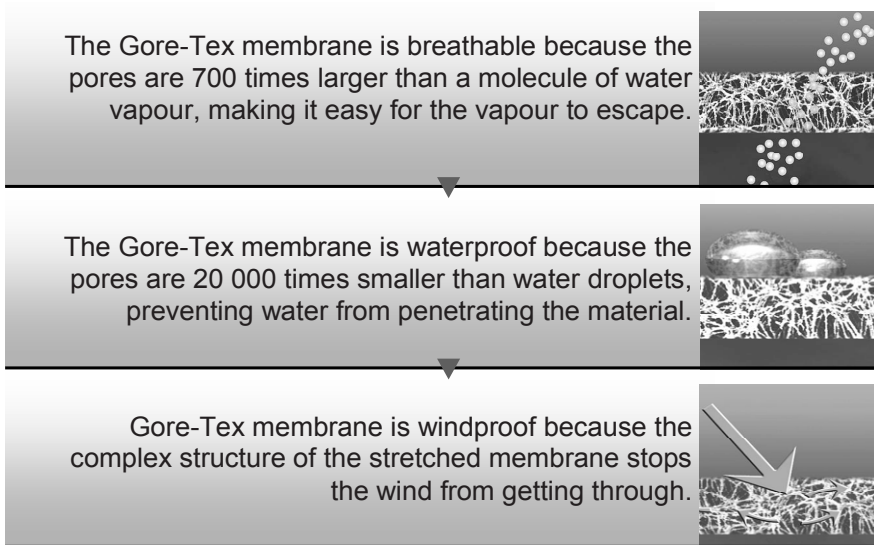 The Gore-Tex membrane is breathable because the
pores are 700 times larger than a molecule of water
vapour, making it easy for the vapour to escape.
The Gore-Tex membrane is waterproof because the
pores are 20 000 times smaller than water droplets,
preventing water from penetrating the material.
Gore-Tex membrane is windproof because the
complex structure of the stretched membrane stops
the wind from getting through.